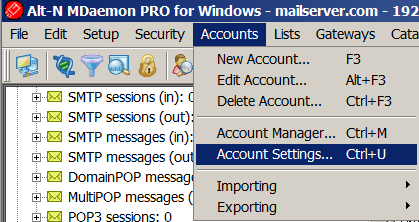 Alt-N MDaemon PRO for Windows - mailserver.com - 192
File Edit Setup Security Accounts Lists Gateways Cata
New Account... F3
Edit Account... Alt+F3
Delete Account... Ctrl+F3
Account Manager... Ctrl+M
Account Settings... Ctrl+U
Importing
Exporting
SMTP sessions (in): 0
SMTP sessions (out):
SMTP messages (in):
SMTP messages (out
DomainPOP message
MultiPOP messages (
POP3 sessions: 0